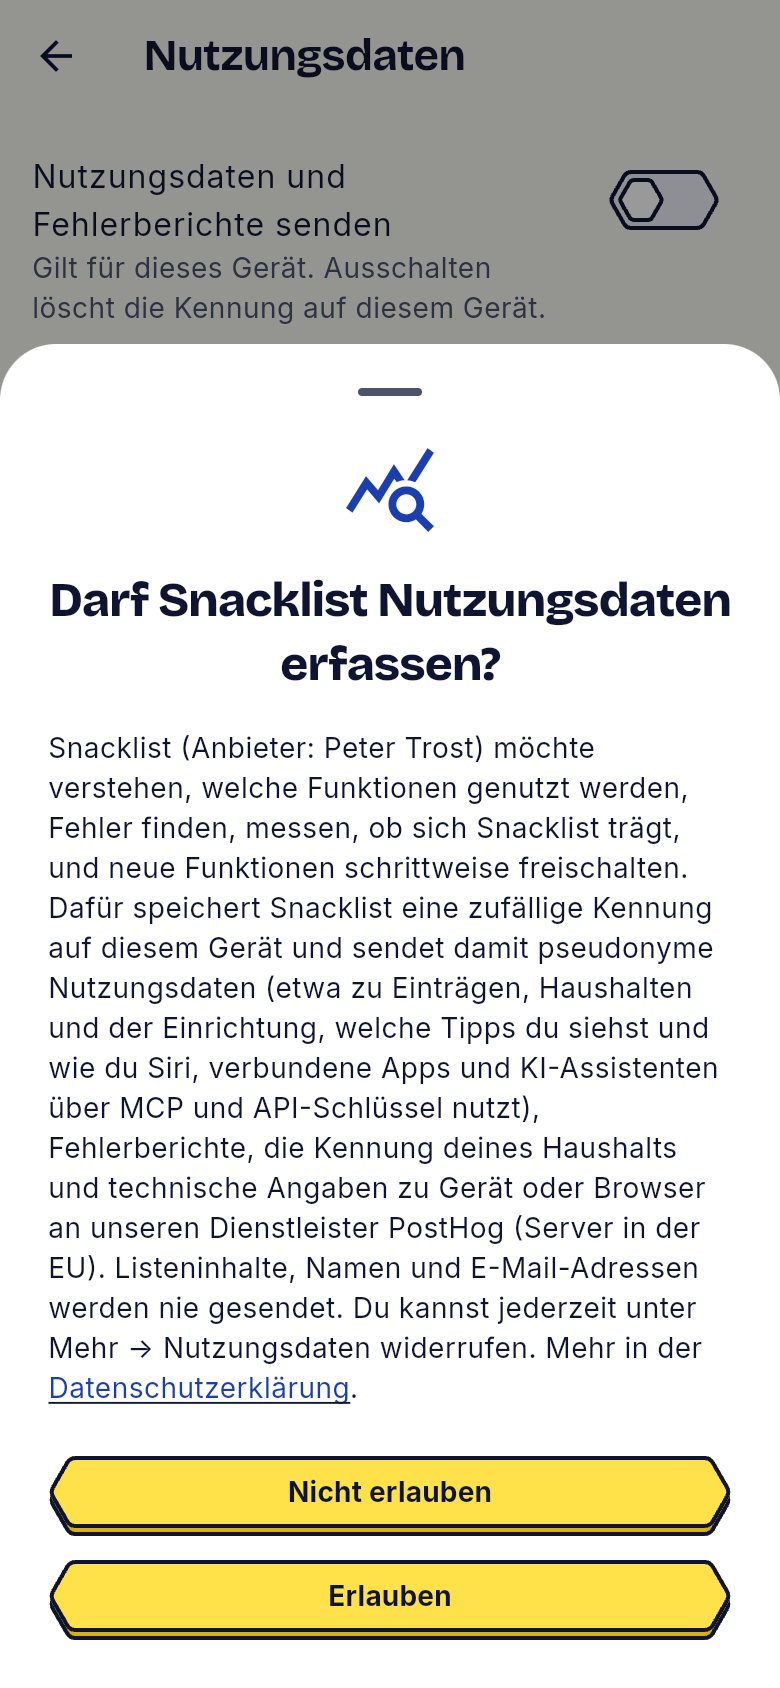 Nutzungsdaten
Nutzungsdaten und
Fehlerberichte senden
Gilt für dieses Gerät. Ausschalten
löscht die Kennung auf diesem Gerät.
Darf Snacklist Nutzungsdaten
erfassen?
Snacklist (Anbieter: Peter Trost) möchte
verstehen, welche Funktionen genutzt werden,
Fehler finden, messen, ob sich Snacklist trägt,
und neue Funktionen schrittweise freischalten.
Dafür speichert Snacklist eine zufällige Kennung
auf diesem Gerät und sendet damit pseudonyme
Nutzungsdaten (etwa zu Einträgen, Haushalten
und der Einrichtung, welche Tipps du siehst und
wie du Siri, verbundene Apps und KI-Assistenten
über MCP und API-Schlüssel nutzt),
Fehlerberichte, die Kennung deines Haushalts
und technische Angaben zu Gerät oder Browser
an unseren Dienstleister PostHog (Server in der
EU). Listeninhalte, Namen und E-Mail-Adressen
werden nie gesendet. Du kannst jederzeit unter
Mehr → Nutzungsdaten widerrufen. Mehr in der
Datenschutzerklärung.
Nicht erlauben
Erlauben